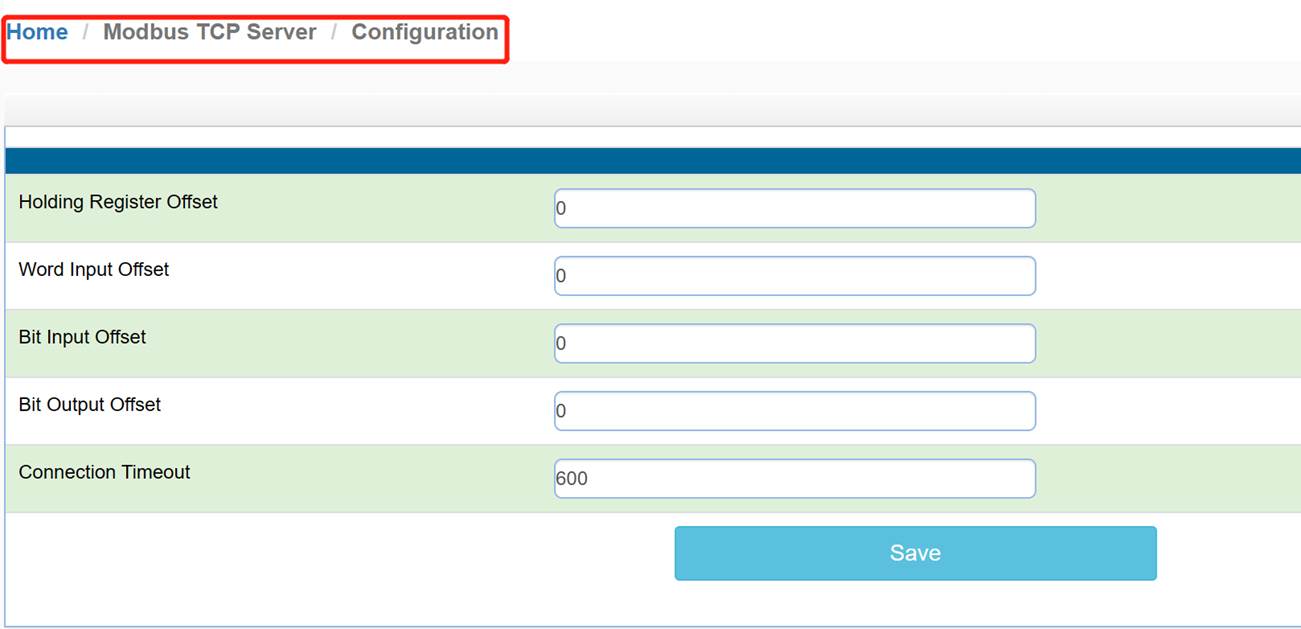 Home / Modbus TCP Server / Configuration
Holding Register Offset 0
Word Input Offset 0
Bit Input Offset 0
Bit Output Offset 0
Connection Timeout 600
Save